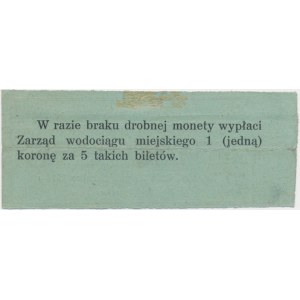 W razie braku drobnej monety wypłaci
Zarząd wodociągu miejskiego 1 (jedną)
koronę za 5 takich biletów.